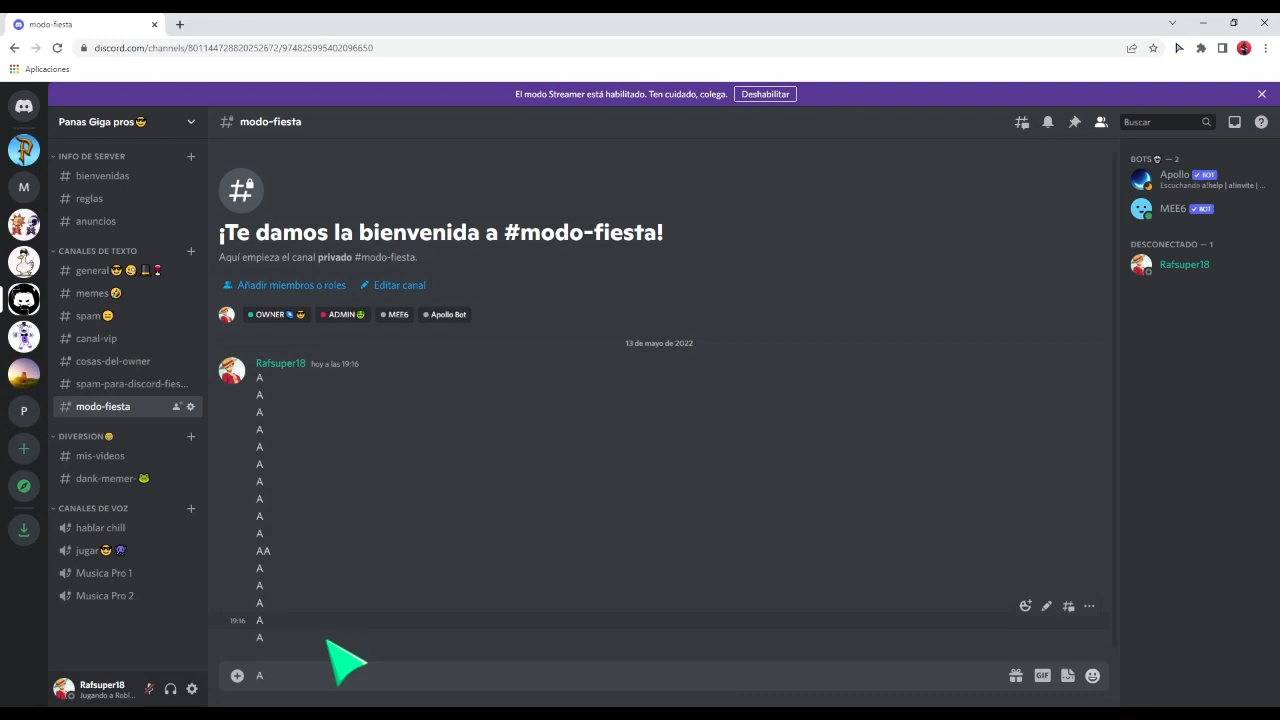 modo-fiesta
discord.com/channels/801144728820252672/974825995402096650
Aplicaciones
El modo Streamer está habilitado. Ten cuidado, colega. Deshabilitar
Panas Giga pros😎
modo-fiesta
Buscar
INFO DE SERVER
bienvenidas
reglas
anuncios
CANALES DE TEXTO
general😎
memes🤣
spam
canal-vip
cosas-del-owner
spam-para-discord-fies...
modo-fiesta
DIVERSION
mis-videos
dank-memer-🐸
CANALES DE VOZ
hablar chill
jugar😎
Musica Pro 1
Musica Pro 2
Rafsuper18
Jugando a Robl...
M
P
¡Te damos la bienvenida a #modo-fiesta!
Aquí empieza el canal privado #modo-fiesta.
Añadir miembros o roles Editar canal
OWNER ADMIN MEE6 Apollo Bot
13 de mayo de 2022
Rafsuper18 hoy a las 19:16
A
A
A
A
A
A
A
A
A
A
AA
A
A
A
19:16 A
A
A
GIF
BOTS — 2
Apollo BOT
Escuchando a!help | a!invite | ...
MEE6 BOT
DESCONECTADO — 1
Rafsuper18